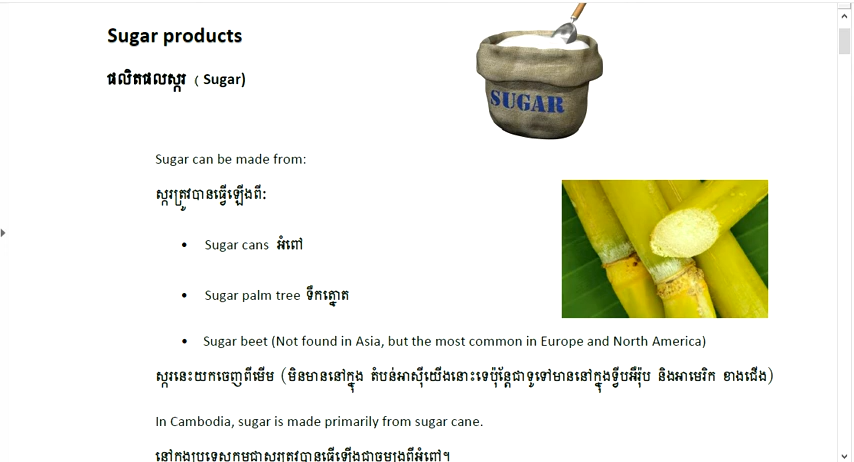 Sugar products
SUGAR
ផលិតផលស្ករ ( Sugar)
Sugar can be made from:
ស្ករត្រូវបានធ្វើឡើងពី:
• Sugar cans អំពៅ
• Sugar palm tree ទឹកត្នោត
• Sugar beet (Not found in Asia, but the most common in Europe and North America)
ស្ករនេះយកចេញពីមើម (មិនមាននៅក្នុង តំបន់អាស៊ីយើងនោះទេប៉ុន្តែជាទូទៅមាននៅក្នុងទ្វីបអឺរ៉ុប និងអាមេរិក ខាងជើង)
In Cambodia, sugar is made primarily from sugar cane.